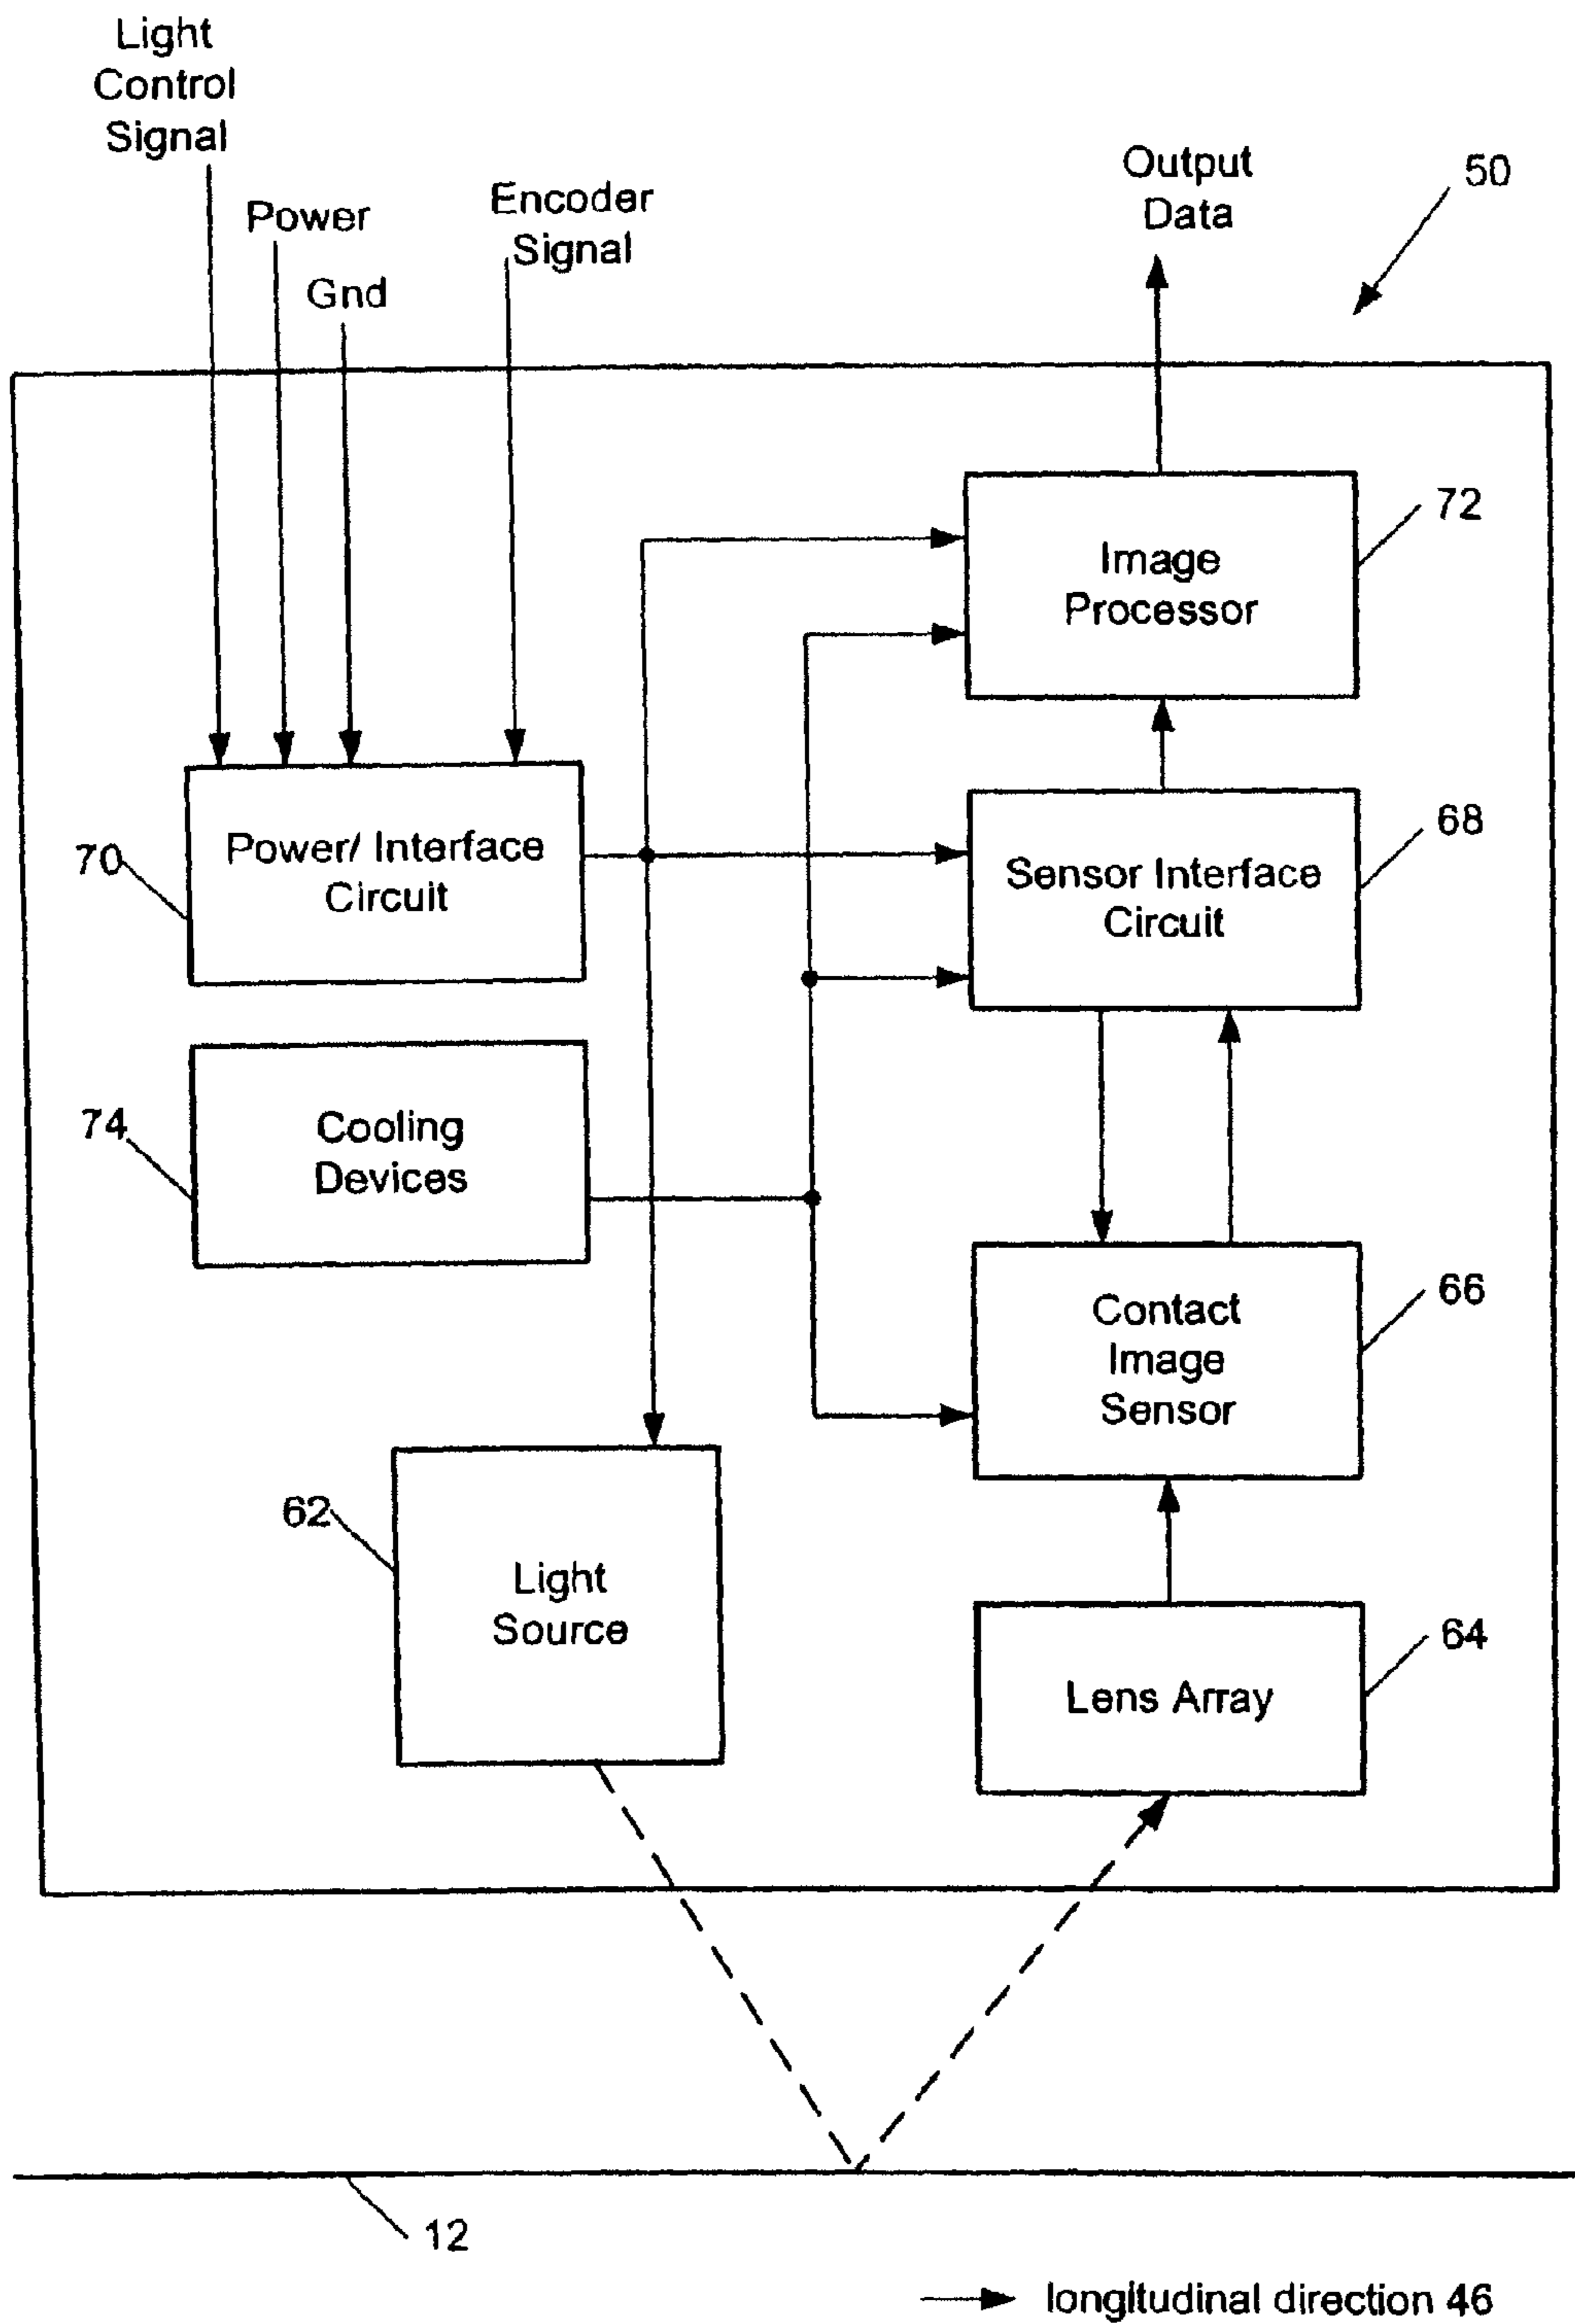 Light
Control
Signal
Power
Gnd
Encoder
Signal
Output
Data
50
Image
Processor
72
Power/ Interface
Circuit
70
Sensor Interface
Circuit
68
Cooling
Devices
74
Contact
Image
Sensor
66
Light
Source
62
Lens Array
64
12
longitudinal direction 46